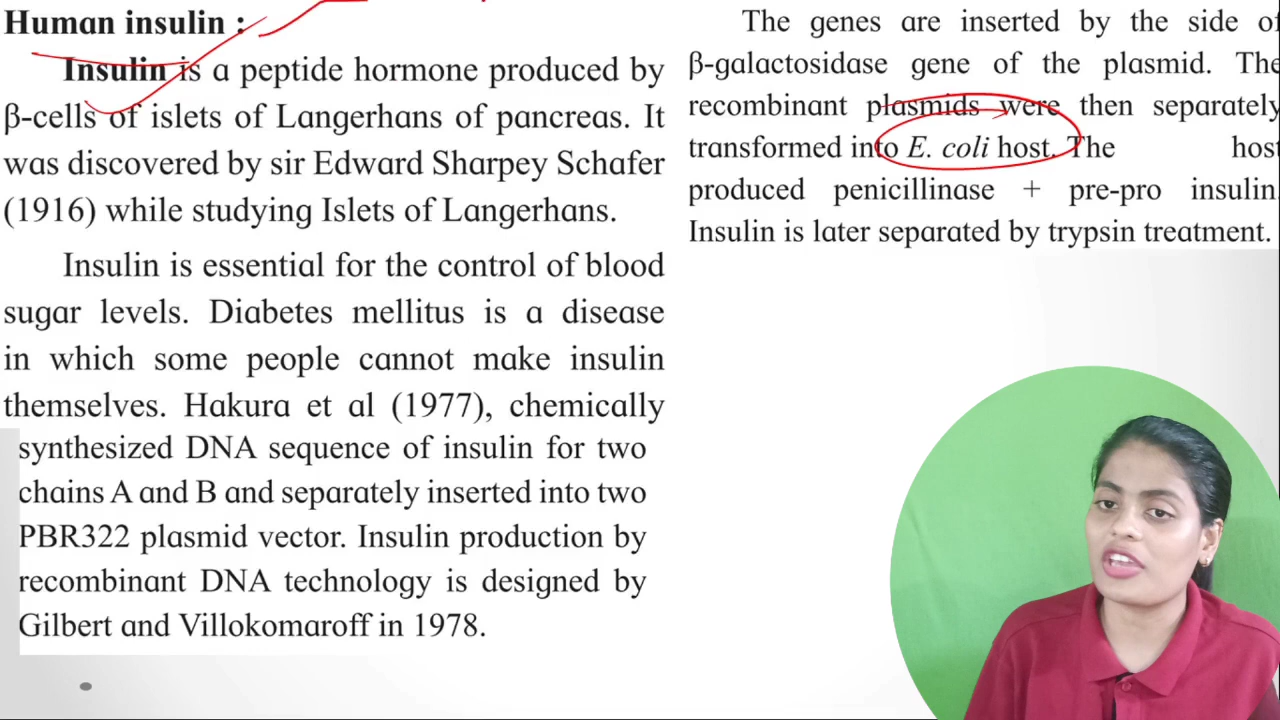 Human insulin :
Insulin is a peptide hormone produced by
β-cells of islets of Langerhans of pancreas. It
was discovered by sir Edward Sharpey Schafer
(1916) while studying Islets of Langerhans.
Insulin is essential for the control of blood
sugar levels. Diabetes mellitus is a disease
in which some people cannot make insulin
themselves. Hakura et al (1977), chemically
synthesized DNA sequence of insulin for two
chains A and B and separately inserted into two
PBR322 plasmid vector. Insulin production by
recombinant DNA technology is designed by
Gilbert and Villokomaroff in 1978.
The genes are inserted by the side of
β-galactosidase gene of the plasmid. The
recombinant plasmids were then separately
transformed into E. coli host. The host
produced penicillinase + pre-pro insulin
Insulin is later separated by trypsin treatment.